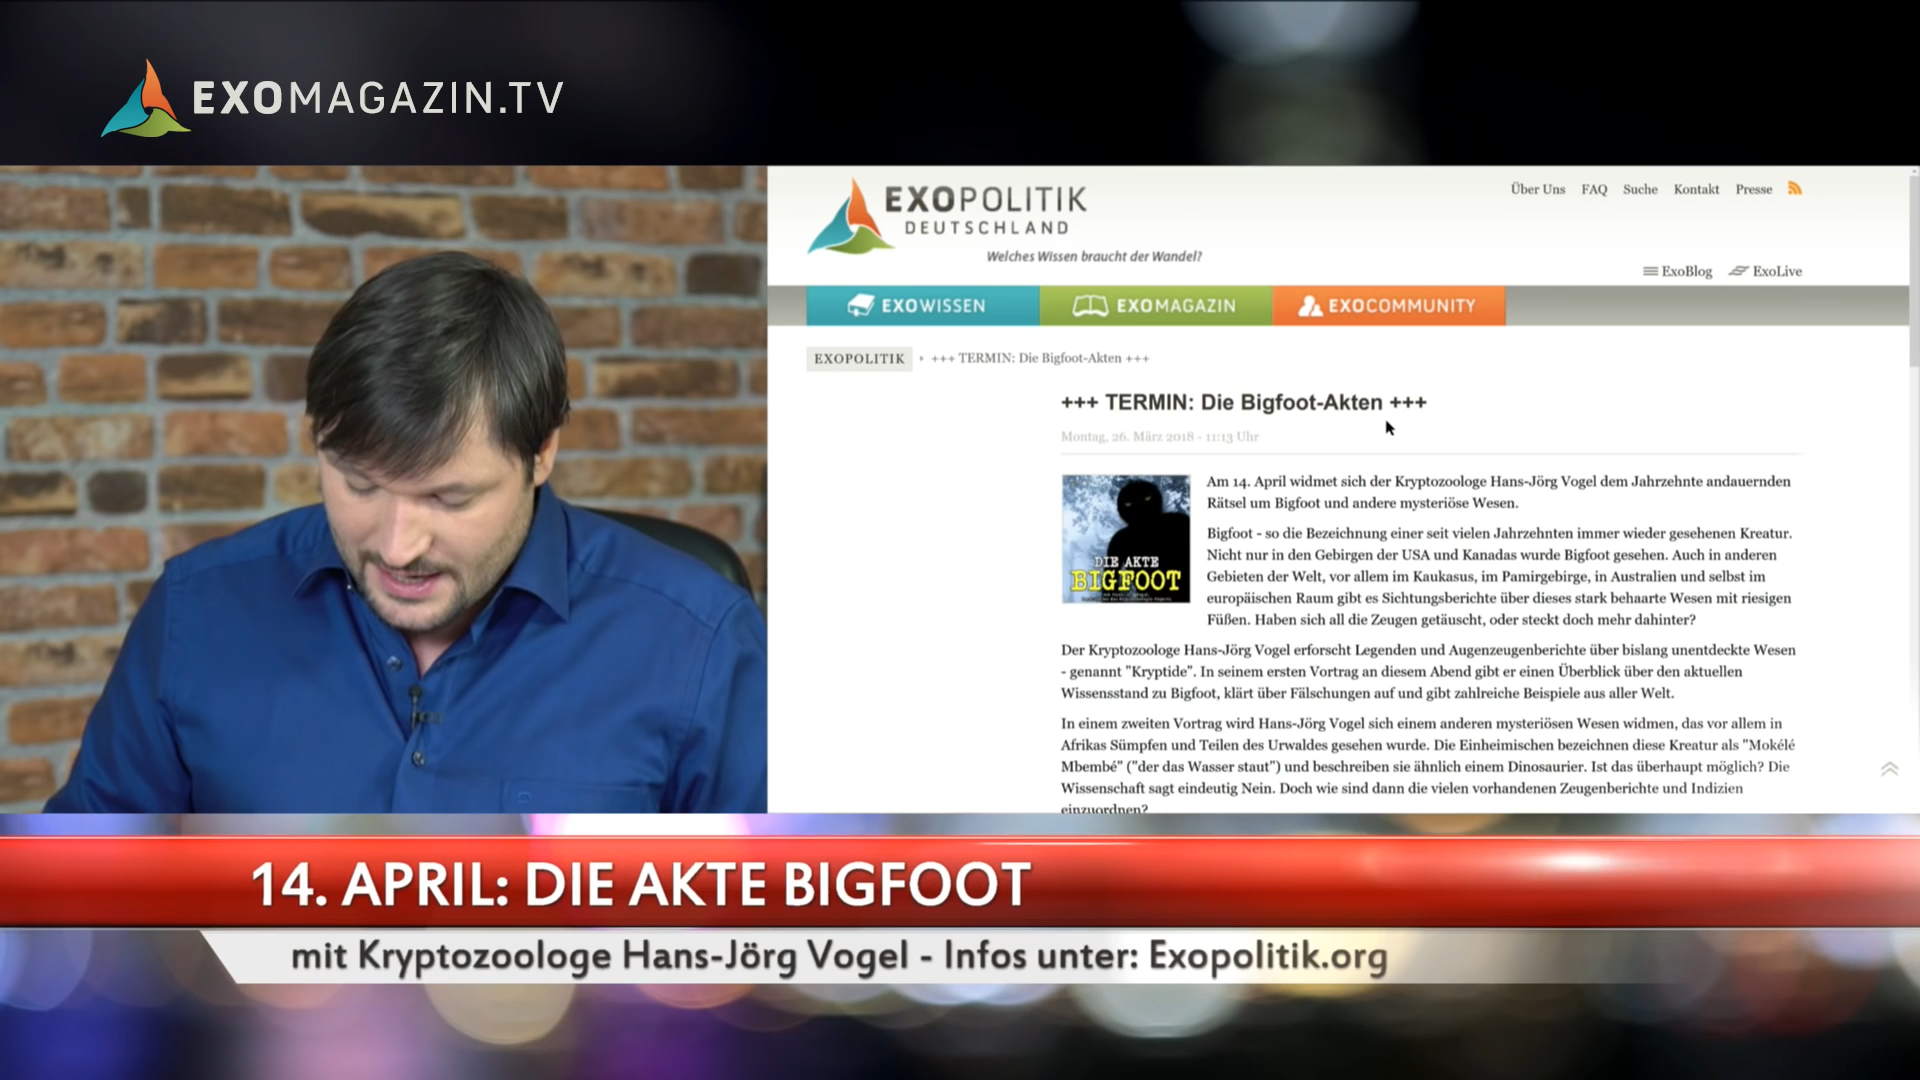 EXOMAGAZIN.TV
EXOPOLITIK
DEUTSCHLAND
Welches Wissen braucht der Wandel?
Über Uns FAQ Suche Kontakt Presse
ExoBlog ExoLive
EXOWISSEN EXOMAGAZIN EXOCOMMUNITY
EXOPOLITIK +++ TERMIN: Die Bigfoot-Akten +++
+++ TERMIN: Die Bigfoot-Akten +++
Montag, 26. März 2018 - 11:13 Uhr
DIE AKTE
BIGFOOT
Am 14. April widmet sich der Kryptozoologe Hans-Jörg Vogel dem Jahrzehnte andauernden
Rätsel um Bigfoot und andere mysteriöse Wesen.
Bigfoot - so die Bezeichnung einer seit vielen Jahrzehnten immer wieder gesehenen Kreatur.
Nicht nur in den Gebirgen der USA und Kanadas wurde Bigfoot gesehen. Auch in anderen
Gebieten der Welt, vor allem im Kaukasus, im Pamirgebirge, in Australien und selbst im
europäischen Raum gibt es Sichtungsberichte über dieses stark behaarte Wesen mit riesigen
Füßen. Haben sich all die Zeugen getäuscht, oder steckt doch mehr dahinter?
Der Kryptozoologe Hans-Jörg Vogel erforscht Legenden und Augenzeugenberichte über bislang unentdeckte Wesen
- genannt "Kryptide". In seinem ersten Vortrag an diesem Abend gibt er einen Überblick über den aktuellen
Wissensstand zu Bigfoot, klärt über Fälschungen auf und gibt zahlreiche Beispiele aus aller Welt.
In einem zweiten Vortrag wird Hans-Jörg Vogel sich einem anderen mysteriösen Wesen widmen, das vor allem in
Afrikas Sümpfen und Teilen des Urwaldes gesehen wurde. Die Einheimischen bezeichnen diese Kreatur als "Mokélé
Mbembé" ("der das Wasser staut") und beschreiben sie ähnlich einem Dinosaurier. Ist das überhaupt möglich? Die
Wissenschaft sagt eindeutig Nein. Doch wie sind dann die vielen vorhandenen Zeugenberichte und Indizien
einzuordnen?
14. APRIL: DIE AKTE BIGFOOT
mit Kryptozoologe Hans-Jörg Vogel - Infos unter: Exopolitik.org